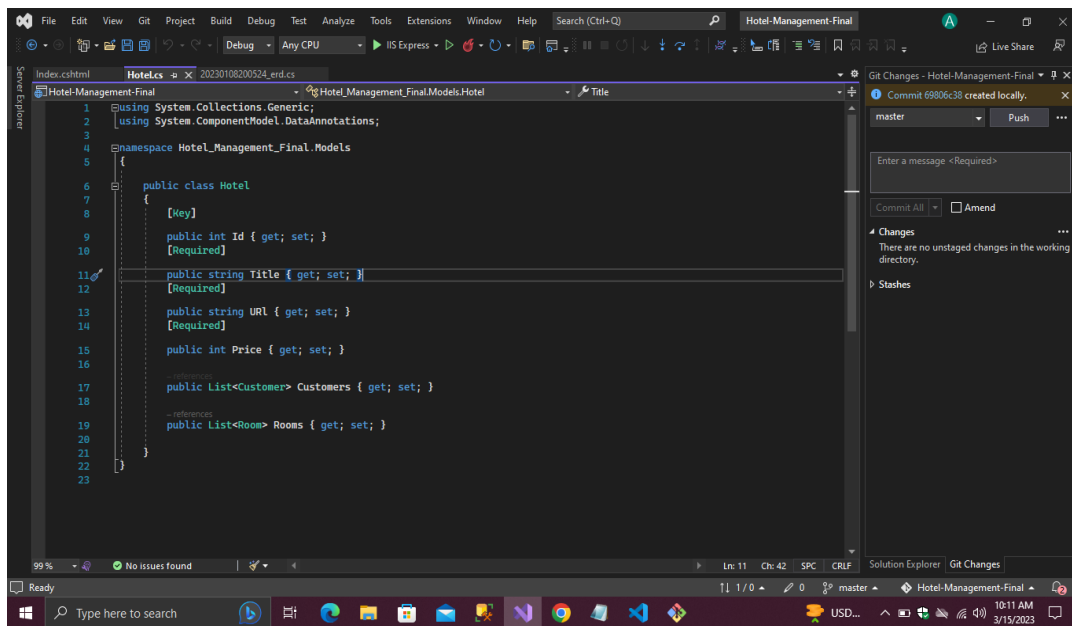 File Edit View Git Project Build Debug Test Analyze Tools Extensions Window Help Search (Ctrl+Q) Hotel-Management-Final A
Debug Any CPU IIS Express Live Share
Server Explorer
Index.cshtml Hotel.cs 20230108200524_erd.cs
Hotel-Management-Final Hotel_Management_Final.Models.Hotel Title
1 using System.Collections.Generic;
2 using System.ComponentModel.DataAnnotations;
3
4 namespace Hotel_Management_Final.Models
5 {
6 public class Hotel
7 {
8 [Key]
9 public int Id { get; set; }
10 [Required]
11 public string Title { get; set; }
12 [Required]
13 public string URl { get; set; }
14 [Required]
15 public int Price { get; set; }
16
– references
17 public List<Customer> Customers { get; set; }
18
– references
19 public List<Room> Rooms { get; set; }
20
21 }
22 }
23
99 % No issues found Ln: 11 Ch: 42 SPC CRLF
Git Changes - Hotel-Management-Final
Commit 69806c38 created locally.
master Push
Enter a message <Required>
Commit All Amend
Changes
There are no unstaged changes in the working
directory.
Stashes
Solution Explorer Git Changes
Ready 1 / 0 0 master Hotel-Management-Final 2
Type here to search USD... 10:11 AM
3/15/2023